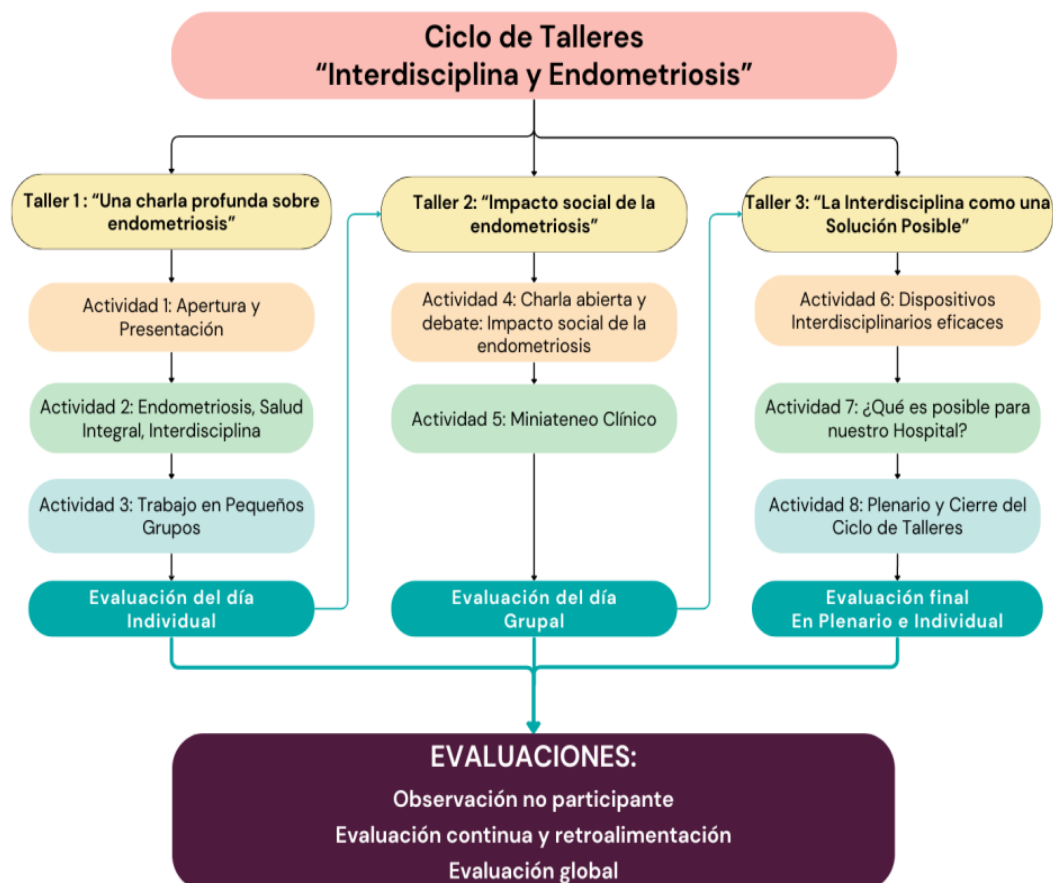 Ciclo de Talleres
“Interdisciplina y Endometriosis”
Taller 1: “Una charla profunda sobre
endometriosis”
Actividad 1: Apertura y
Presentación
Actividad 2: Endometriosis, Salud
Integral, Interdisciplina
Actividad 3: Trabajo en Pequeños
Grupos
Evaluación del día
Individual
Taller 2: “Impacto social de la
endometriosis”
Actividad 4: Charla abierta y
debate: Impacto social de la
endometriosis
Actividad 5: Miniateneo Clínico
Evaluación del día
Grupal
Taller 3: “La Interdisciplina como una
Solución Posible”
Actividad 6: Dispositivos
Interdisciplinarios eficaces
Actividad 7: ¿Qué es posible para
nuestro Hospital?
Actividad 8: Plenario y Cierre del
Ciclo de Talleres
Evaluación final
En Plenario e Individual
EVALUACIONES:
Observación no participante
Evaluación continua y retroalimentación
Evaluación global